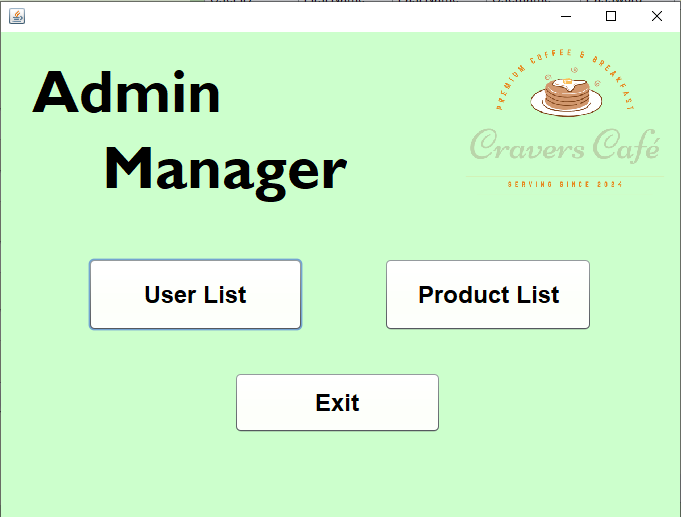 Admin
Manager
PREMIUM COFFEE & BREAKFAST
Cravers Café
SERVING SINCE 2024
User List
Product List
Exit